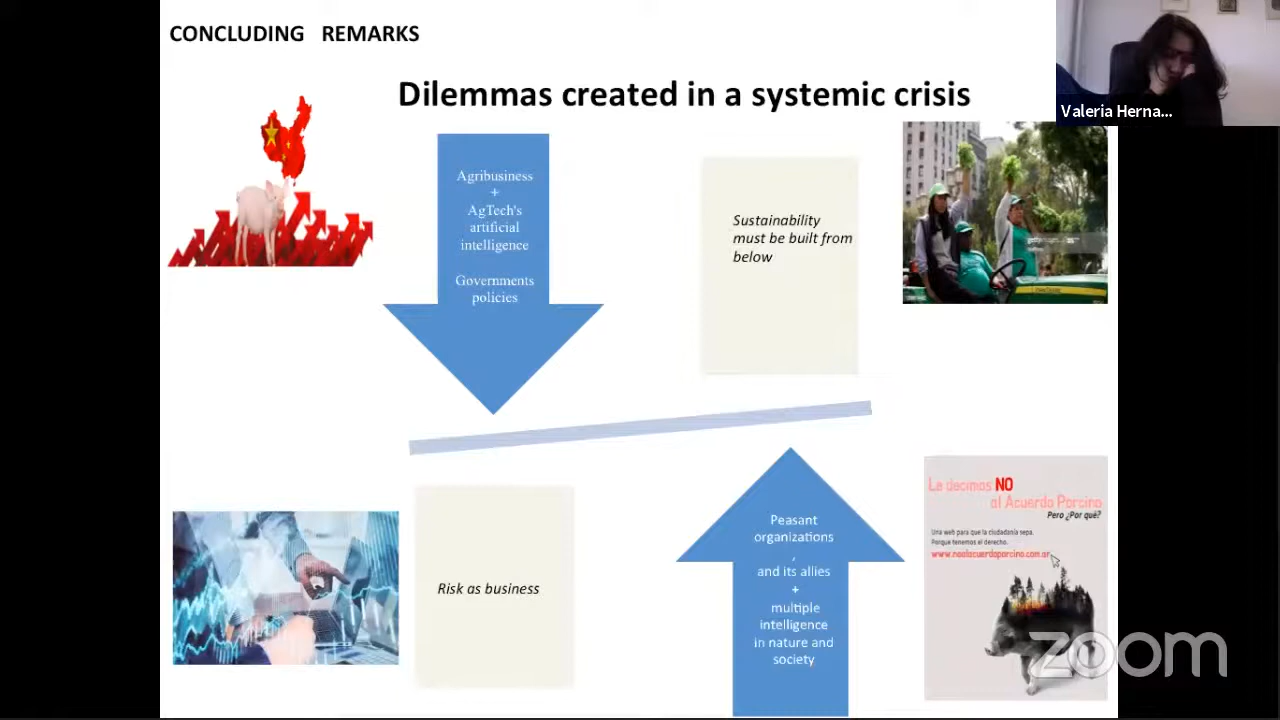 CONCLUDING REMARKS
Dilemmas created in a systemic crisis
Valeria Herna...
Agribusiness
+
AgTech's
artificial
intelligence
Governments
policies
Sustainability
must be built from
below
Risk as business
Peasant
organizations
,
and its allies
+
multiple
intelligence
in nature and
society
Le decimos NO
al Acuerdo Porcino
Pero ¿Por qué?
Una web para que la ciudadanía sepa.
Porque tenemos el derecho.
www.noalacuerdoporcino.com.ar
zoom